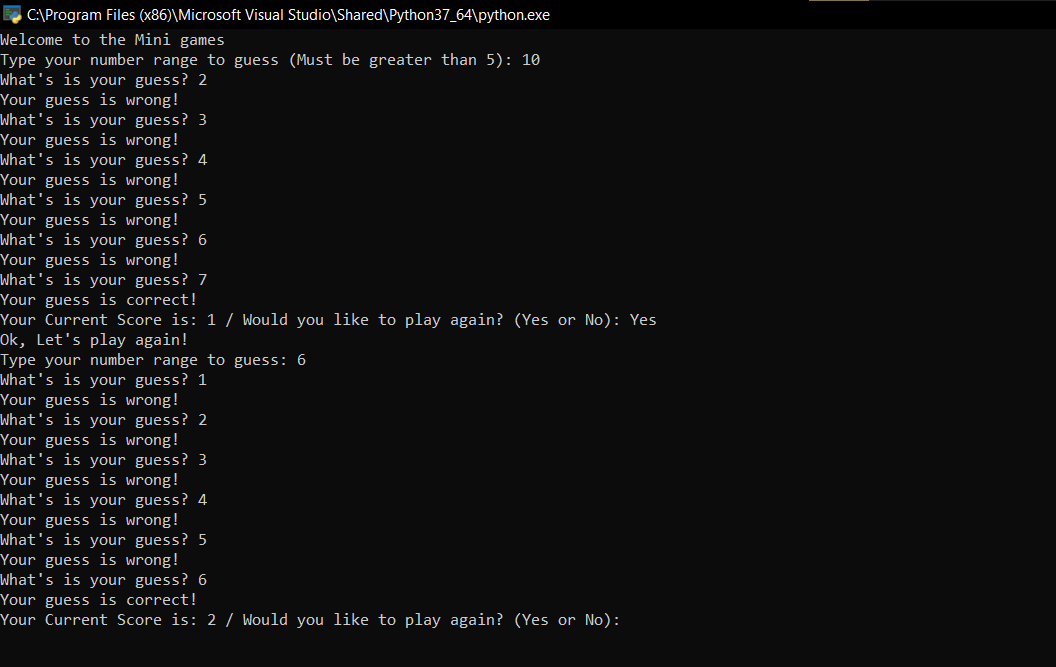 C:\Program Files (x86)\Microsoft Visual Studio\Shared\Python37_64\python.exe
Welcome to the Mini games
Type your number range to guess (Must be greater than 5): 10
What's is your guess? 2
Your guess is wrong!
What's is your guess? 3
Your guess is wrong!
What's is your guess? 4
Your guess is wrong!
What's is your guess? 5
Your guess is wrong!
What's is your guess? 6
Your guess is wrong!
What's is your guess? 7
Your guess is correct!
Your Current Score is: 1 / Would you like to play again? (Yes or No): Yes
Ok, Let's play again!
Type your number range to guess: 6
What's is your guess? 1
Your guess is wrong!
What's is your guess? 2
Your guess is wrong!
What's is your guess? 3
Your guess is wrong!
What's is your guess? 4
Your guess is wrong!
What's is your guess? 5
Your guess is wrong!
What's is your guess? 6
Your guess is correct!
Your Current Score is: 2 / Would you like to play again? (Yes or No):